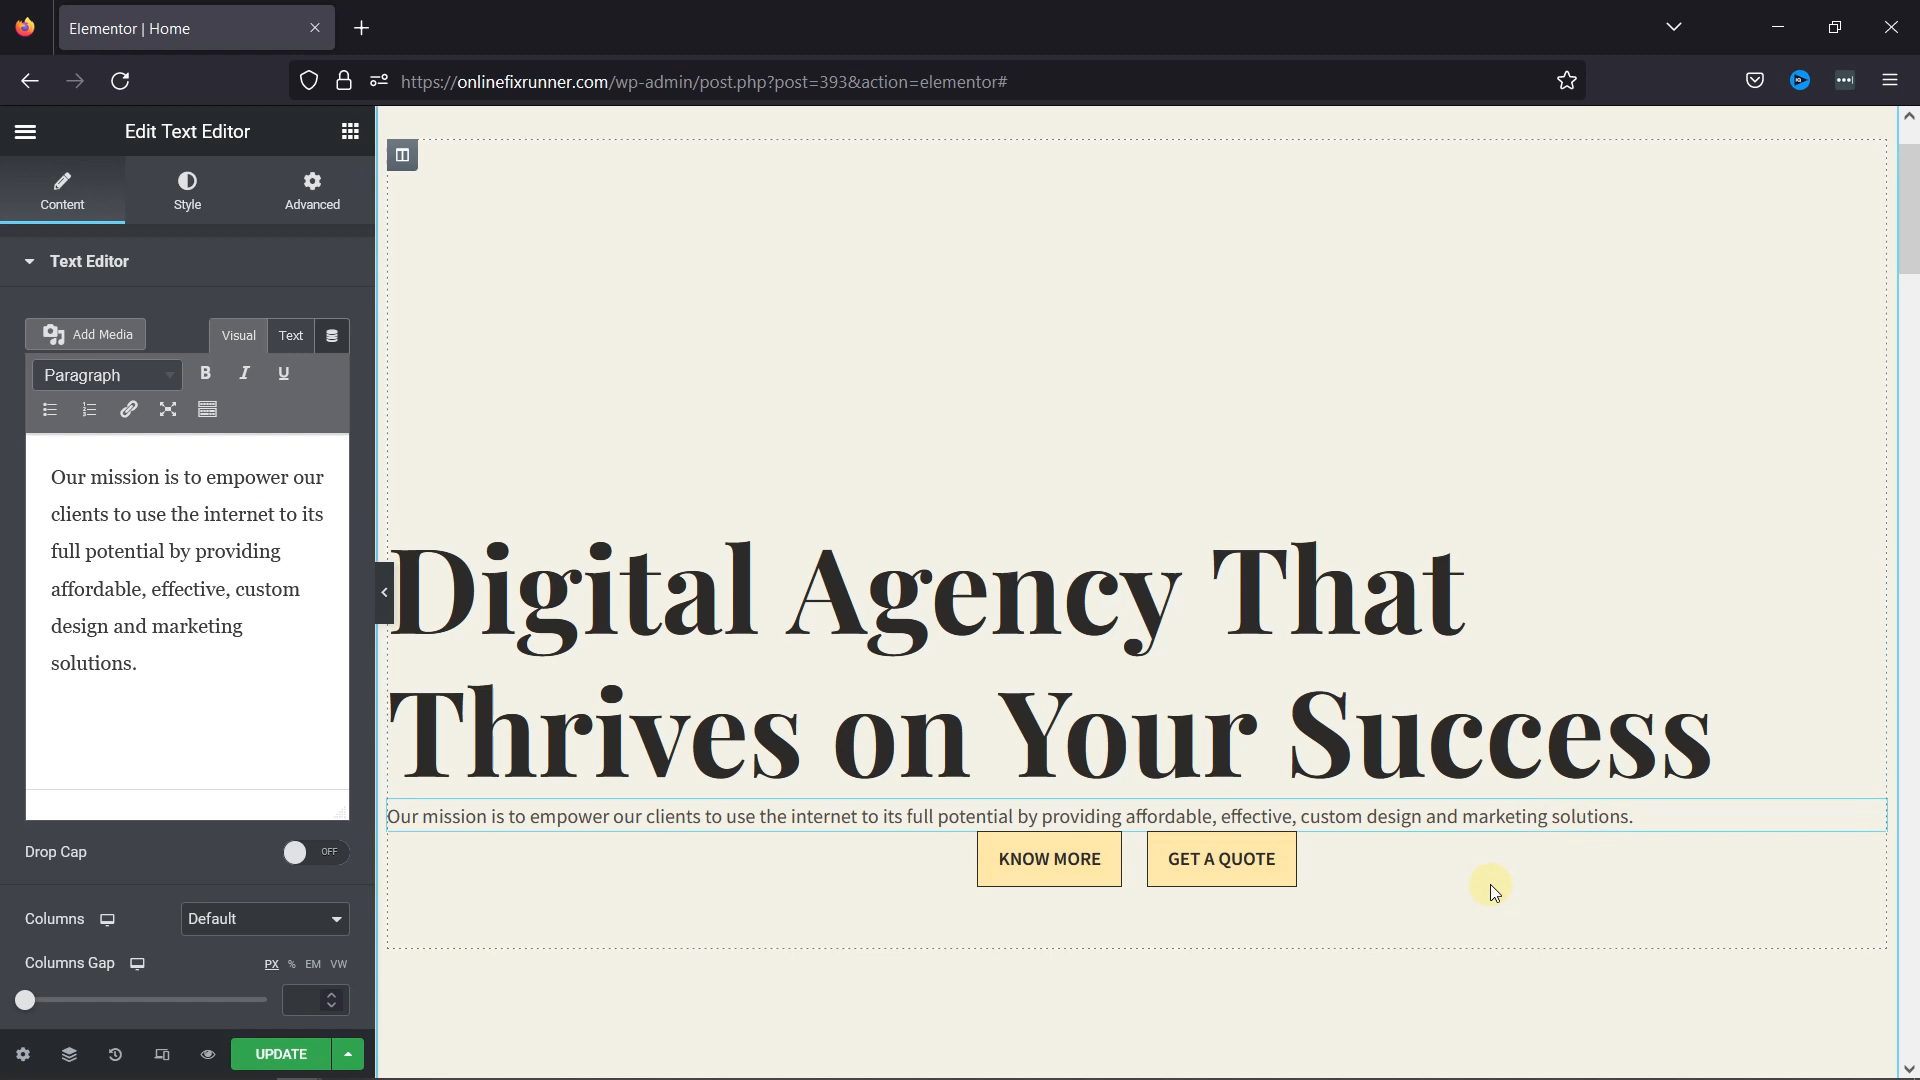 Elementor | Home
https://onlinefixrunner.com/wp-admin/post.php?post=393&action=elementor#
Edit Text Editor
Content
Style
Advanced
Text Editor
Add Media
Visual
Text
Paragraph
B
I
U
Our mission is to empower our
clients to use the internet to its
full potential by providing
affordable, effective, custom
design and marketing
solutions.
Drop Cap
OFF
Columns
Default
Columns Gap
PX % EM VW
UPDATE
Digital Agency That
Thrives on Your Success
Our mission is to empower our clients to use the internet to its full potential by providing affordable, effective, custom design and marketing solutions.
KNOW MORE
GET A QUOTE